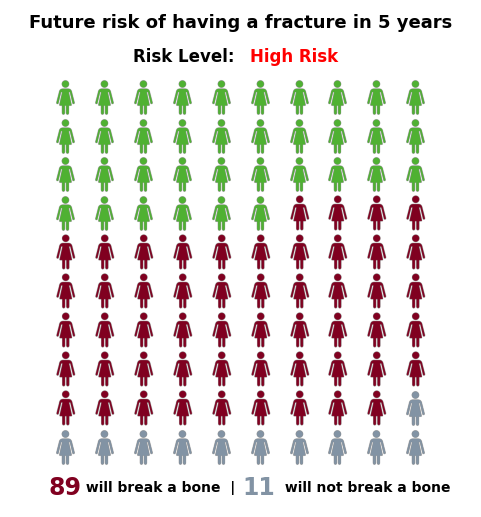 Future risk of having a fracture in 5 years
Risk Level: High Risk
89 will break a bone | 11 will not break a bone